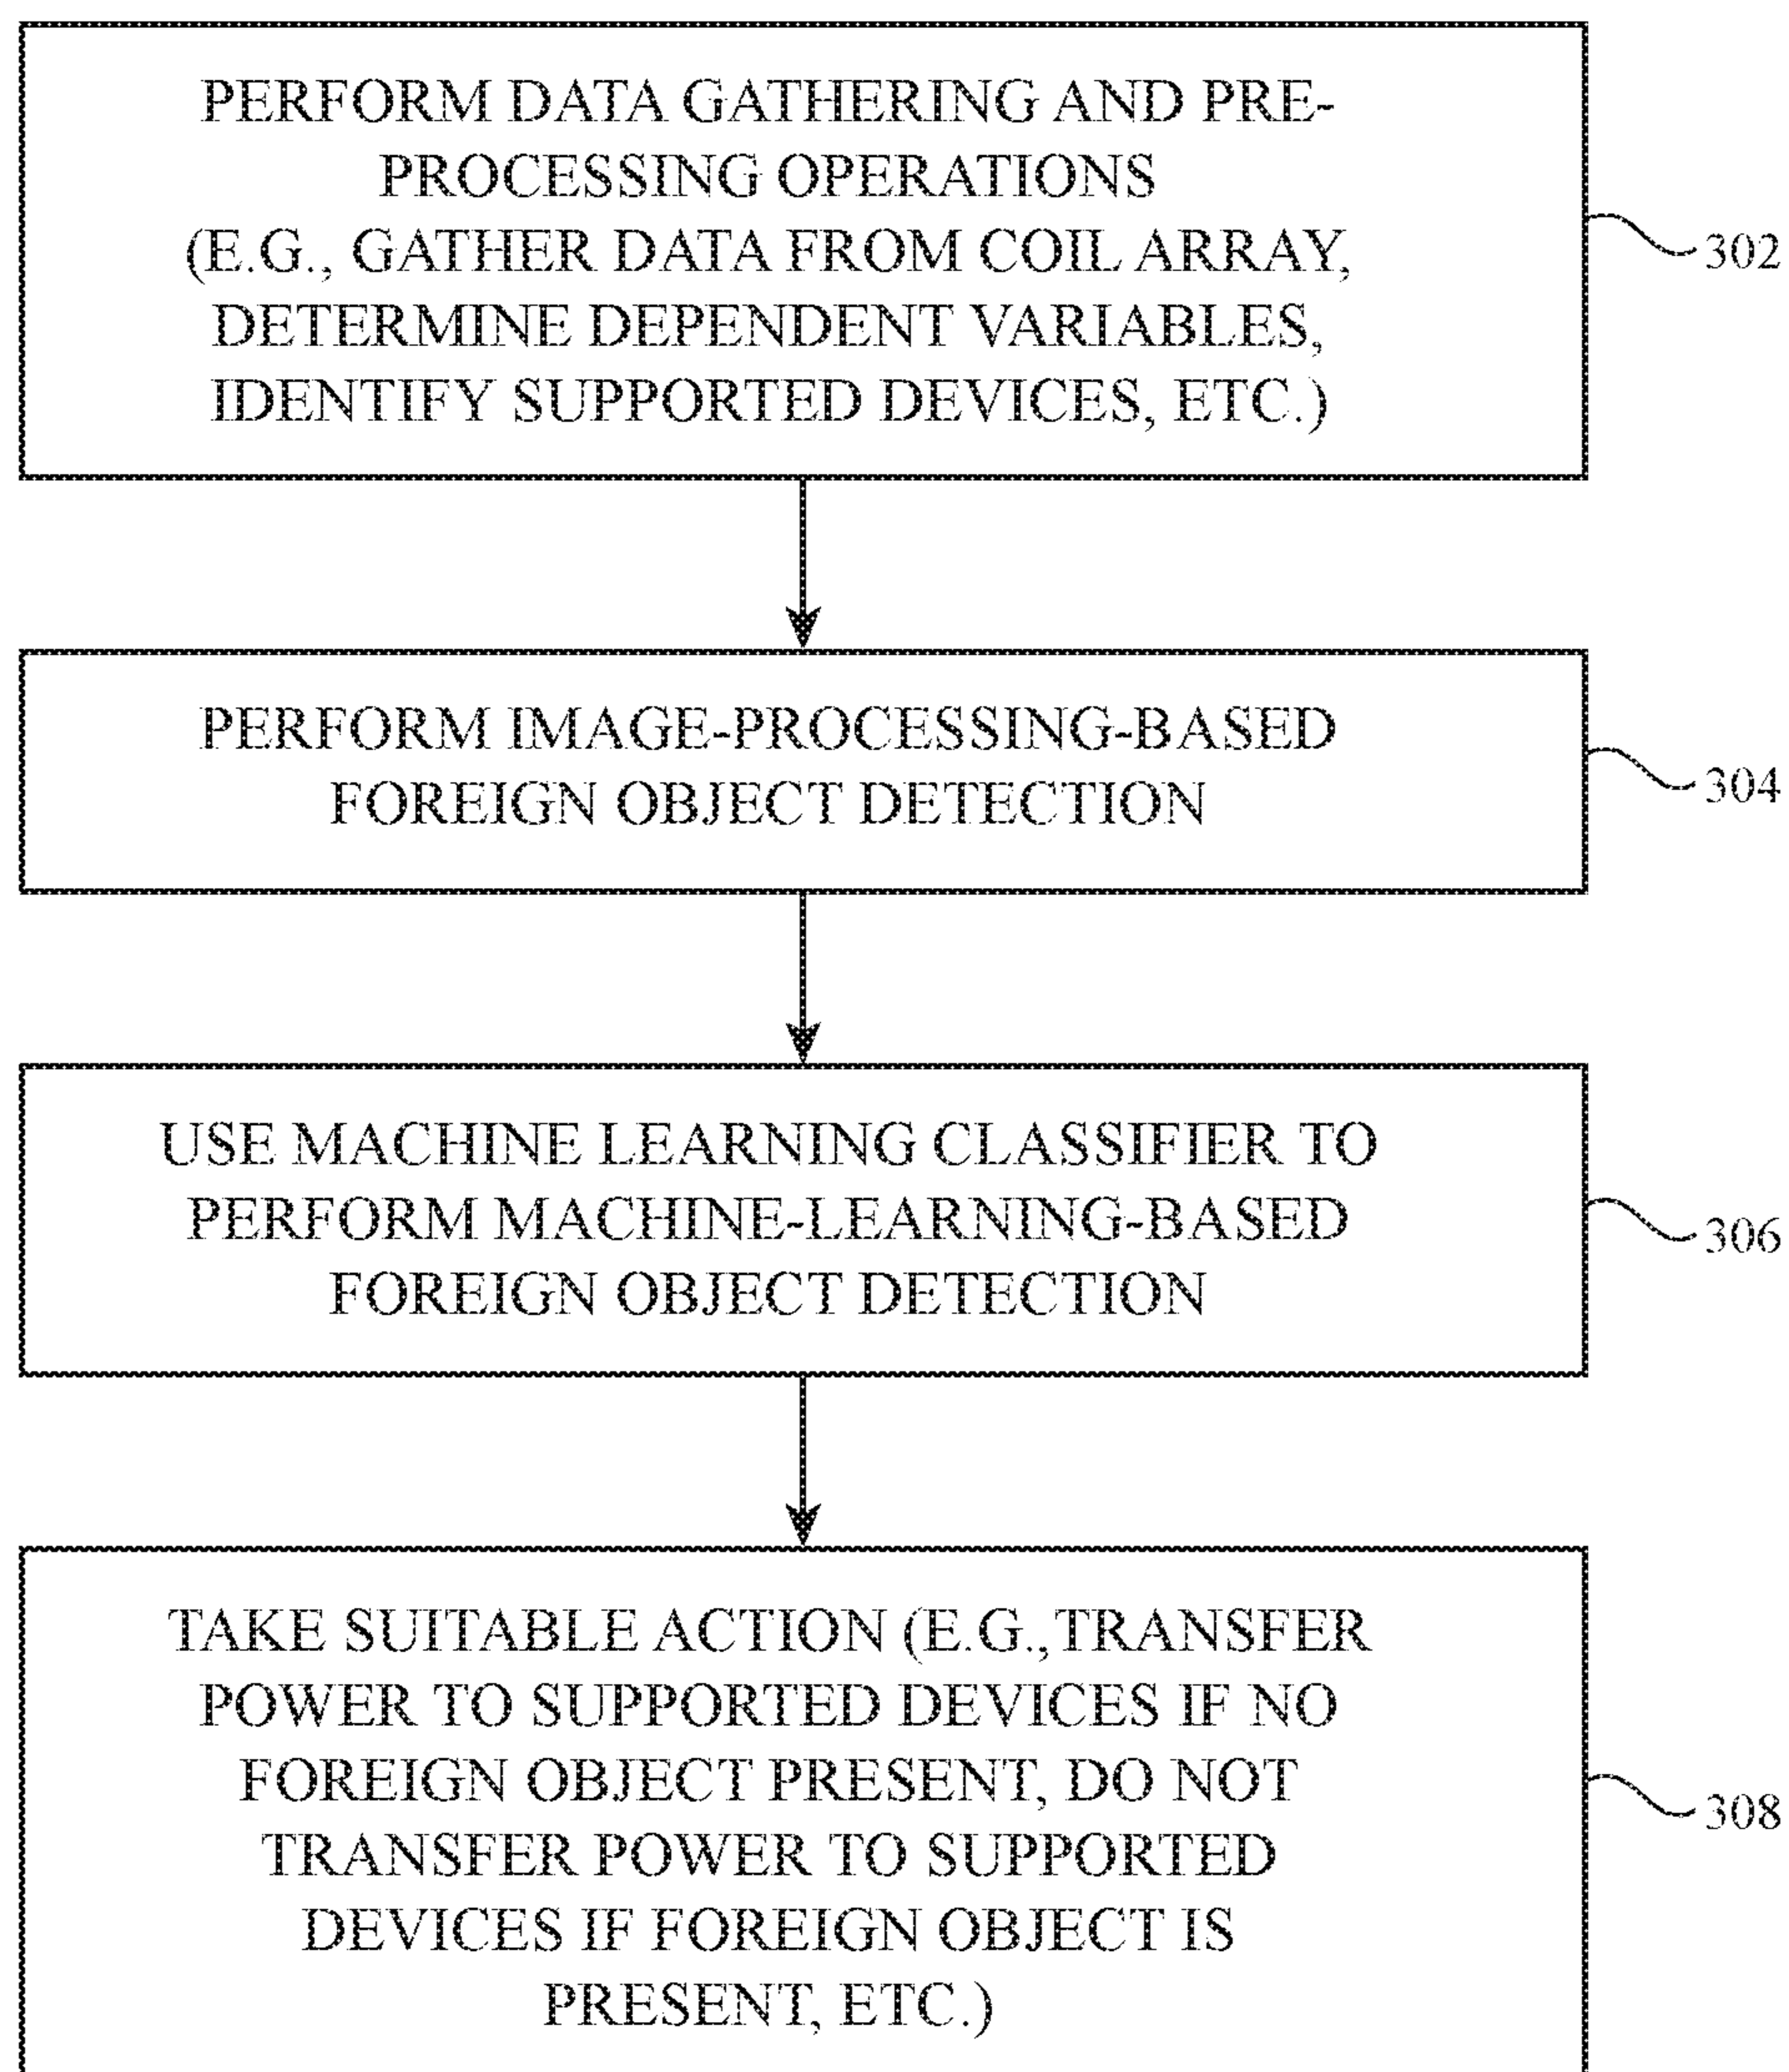 PERFORM DATA GATHERING AND PRE-
PROCESSING OPERATIONS
(E.G., GATHER DATA FROM COIL ARRAY,
DETERMINE DEPENDENT VARIABLES,
IDENTIFY SUPPORTED DEVICES, ETC.)
302
PERFORM IMAGE-PROCESSING-BASED
FOREIGN OBJECT DETECTION
304
USE MACHINE LEARNING CLASSIFIER TO
PERFORM MACHINE-LEARNING-BASED
FOREIGN OBJECT DETECTION
306
TAKE SUITABLE ACTION (E.G.,TRANSFER
POWER TO SUPPORTED DEVICES IF NO
FOREIGN OBJECT PRESENT, DO NOT
TRANSFER POWER TO SUPPORTED
DEVICES IF FOREIGN OBJECT IS
PRESENT, ETC.)
308